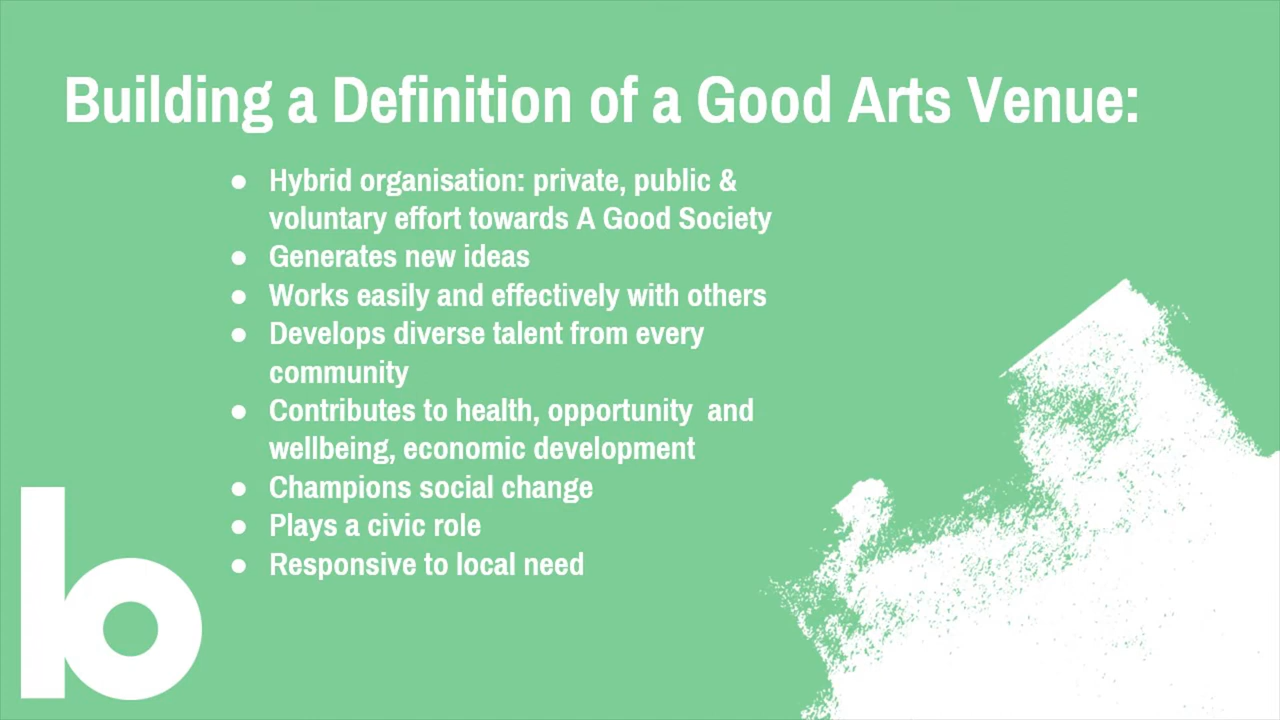 Building a Definition of a Good Arts Venue:
● Hybrid organisation: private, public &
voluntary effort towards A Good Society
● Generates new ideas
● Works easily and effectively with others
● Develops diverse talent from every
community
● Contributes to health, opportunity  and
wellbeing, economic development
● Champions social change
● Plays a civic role
● Responsive to local need
b